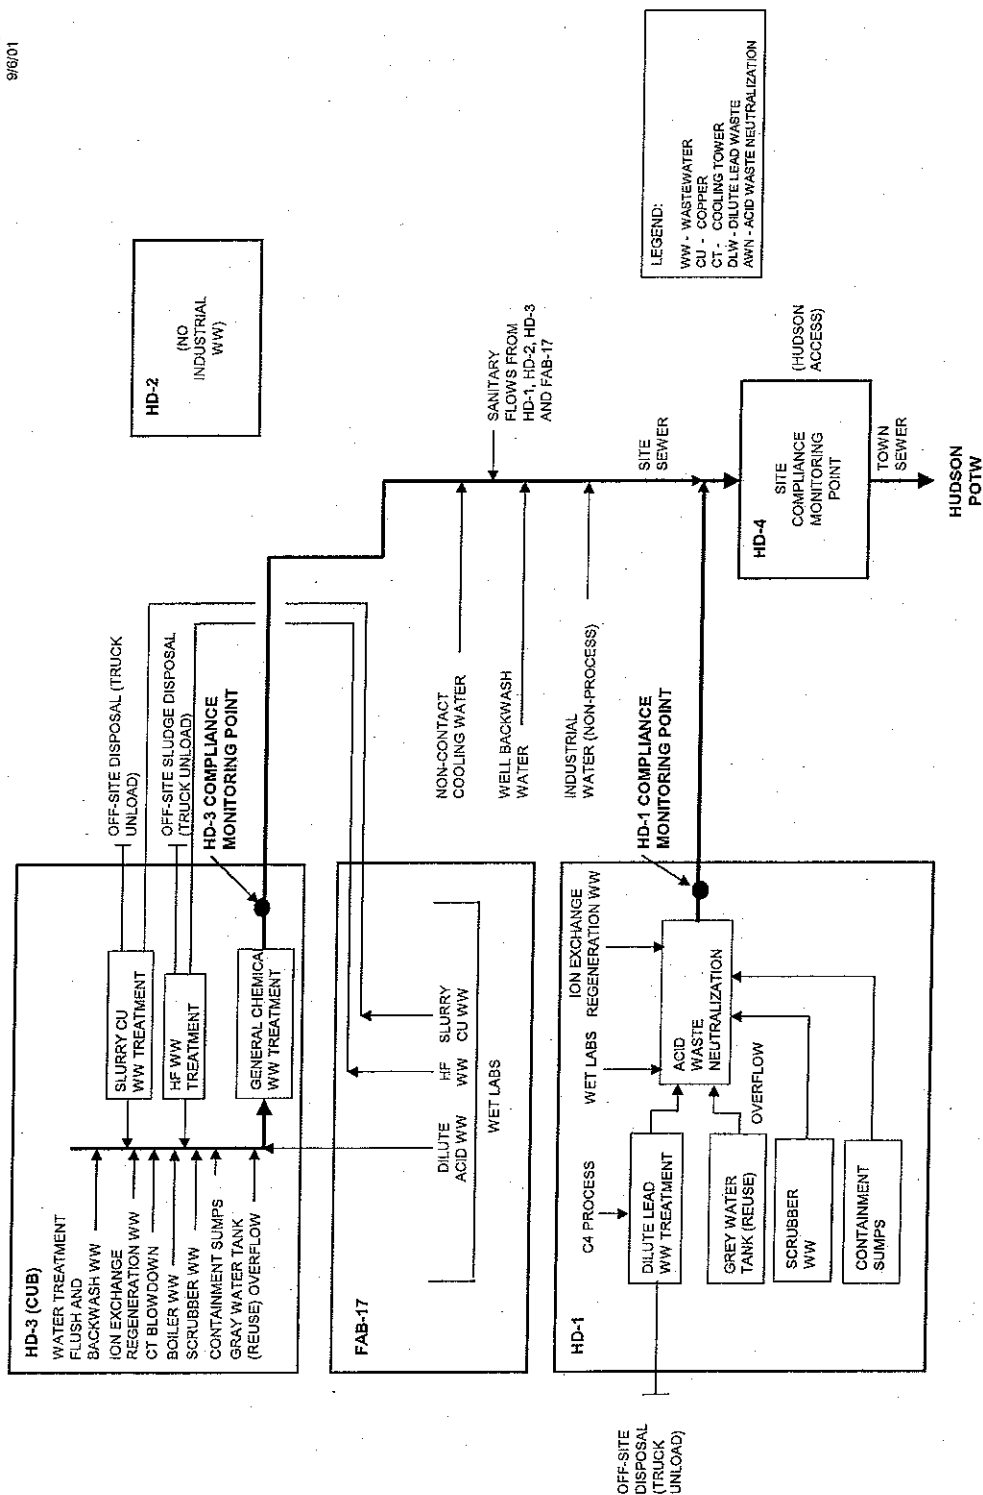 9/6/01
HD-3 (CUB)
WATER TREATMENT
FLUSH AND
BACKWASH WW
ION EXCHANGE
REGENERATION WW
CT BLOWDOWN
BOILER WW
SCRUBBER WW
CONTAINMENT SUMPS
GRAY WATER TANK
(REUSE) OVERFLOW
SLURRY CU
WW TREATMENT
HF WW
TREATMENT
GENERAL CHEMICAL
WW TREATMENT
OFF-SITE DISPOSAL (TRUCK
UNLOAD)
OFF-SITE SLUDGE DISPOSAL
(TRUCK UNLOAD)
HD-3 COMPLIANCE
MONITORING POINT
HD-2
(NO
INDUSTRIAL
WW)
FAB-17
DILUTE
ACID WW
HF
WW
SLURRY
CU WW
WET LABS
NON-CONTACT
COOLING WATER
WELL BACKWASH
WATER
INDUSTRIAL
WATER (NON-PROCESS)
SANITARY
FLOWS FROM
HD-1, HD-2, HD-3
AND FAB-17
SITE
SEWER
HD-1
C4 PROCESS
WET LABS
ION EXCHANGE
REGENERATION WW
DILUTE LEAD
WW TREATMENT
GREY WATER
TANK (REUSE)
OVERFLOW
SCRUBBER
WW
CONTAINMENT
SUMPS
ACID
WASTE
NEUTRALIZATION
OFF-SITE
DISPOSAL
(TRUCK
UNLOAD)
HD-1 COMPLIANCE
MONITORING POINT
HD-4
SITE
COMPLIANCE
MONITORING
POINT
(HUDSON
ACCESS)
TOWN
SEWER
HUDSON
POTW
LEGEND:
WW - WASTEWATER
CU - COPPER
CT - COOLING TOWER
DLW - DILUTE LEAD WASTE
AWN - ACID WASTE NEUTRALIZATION